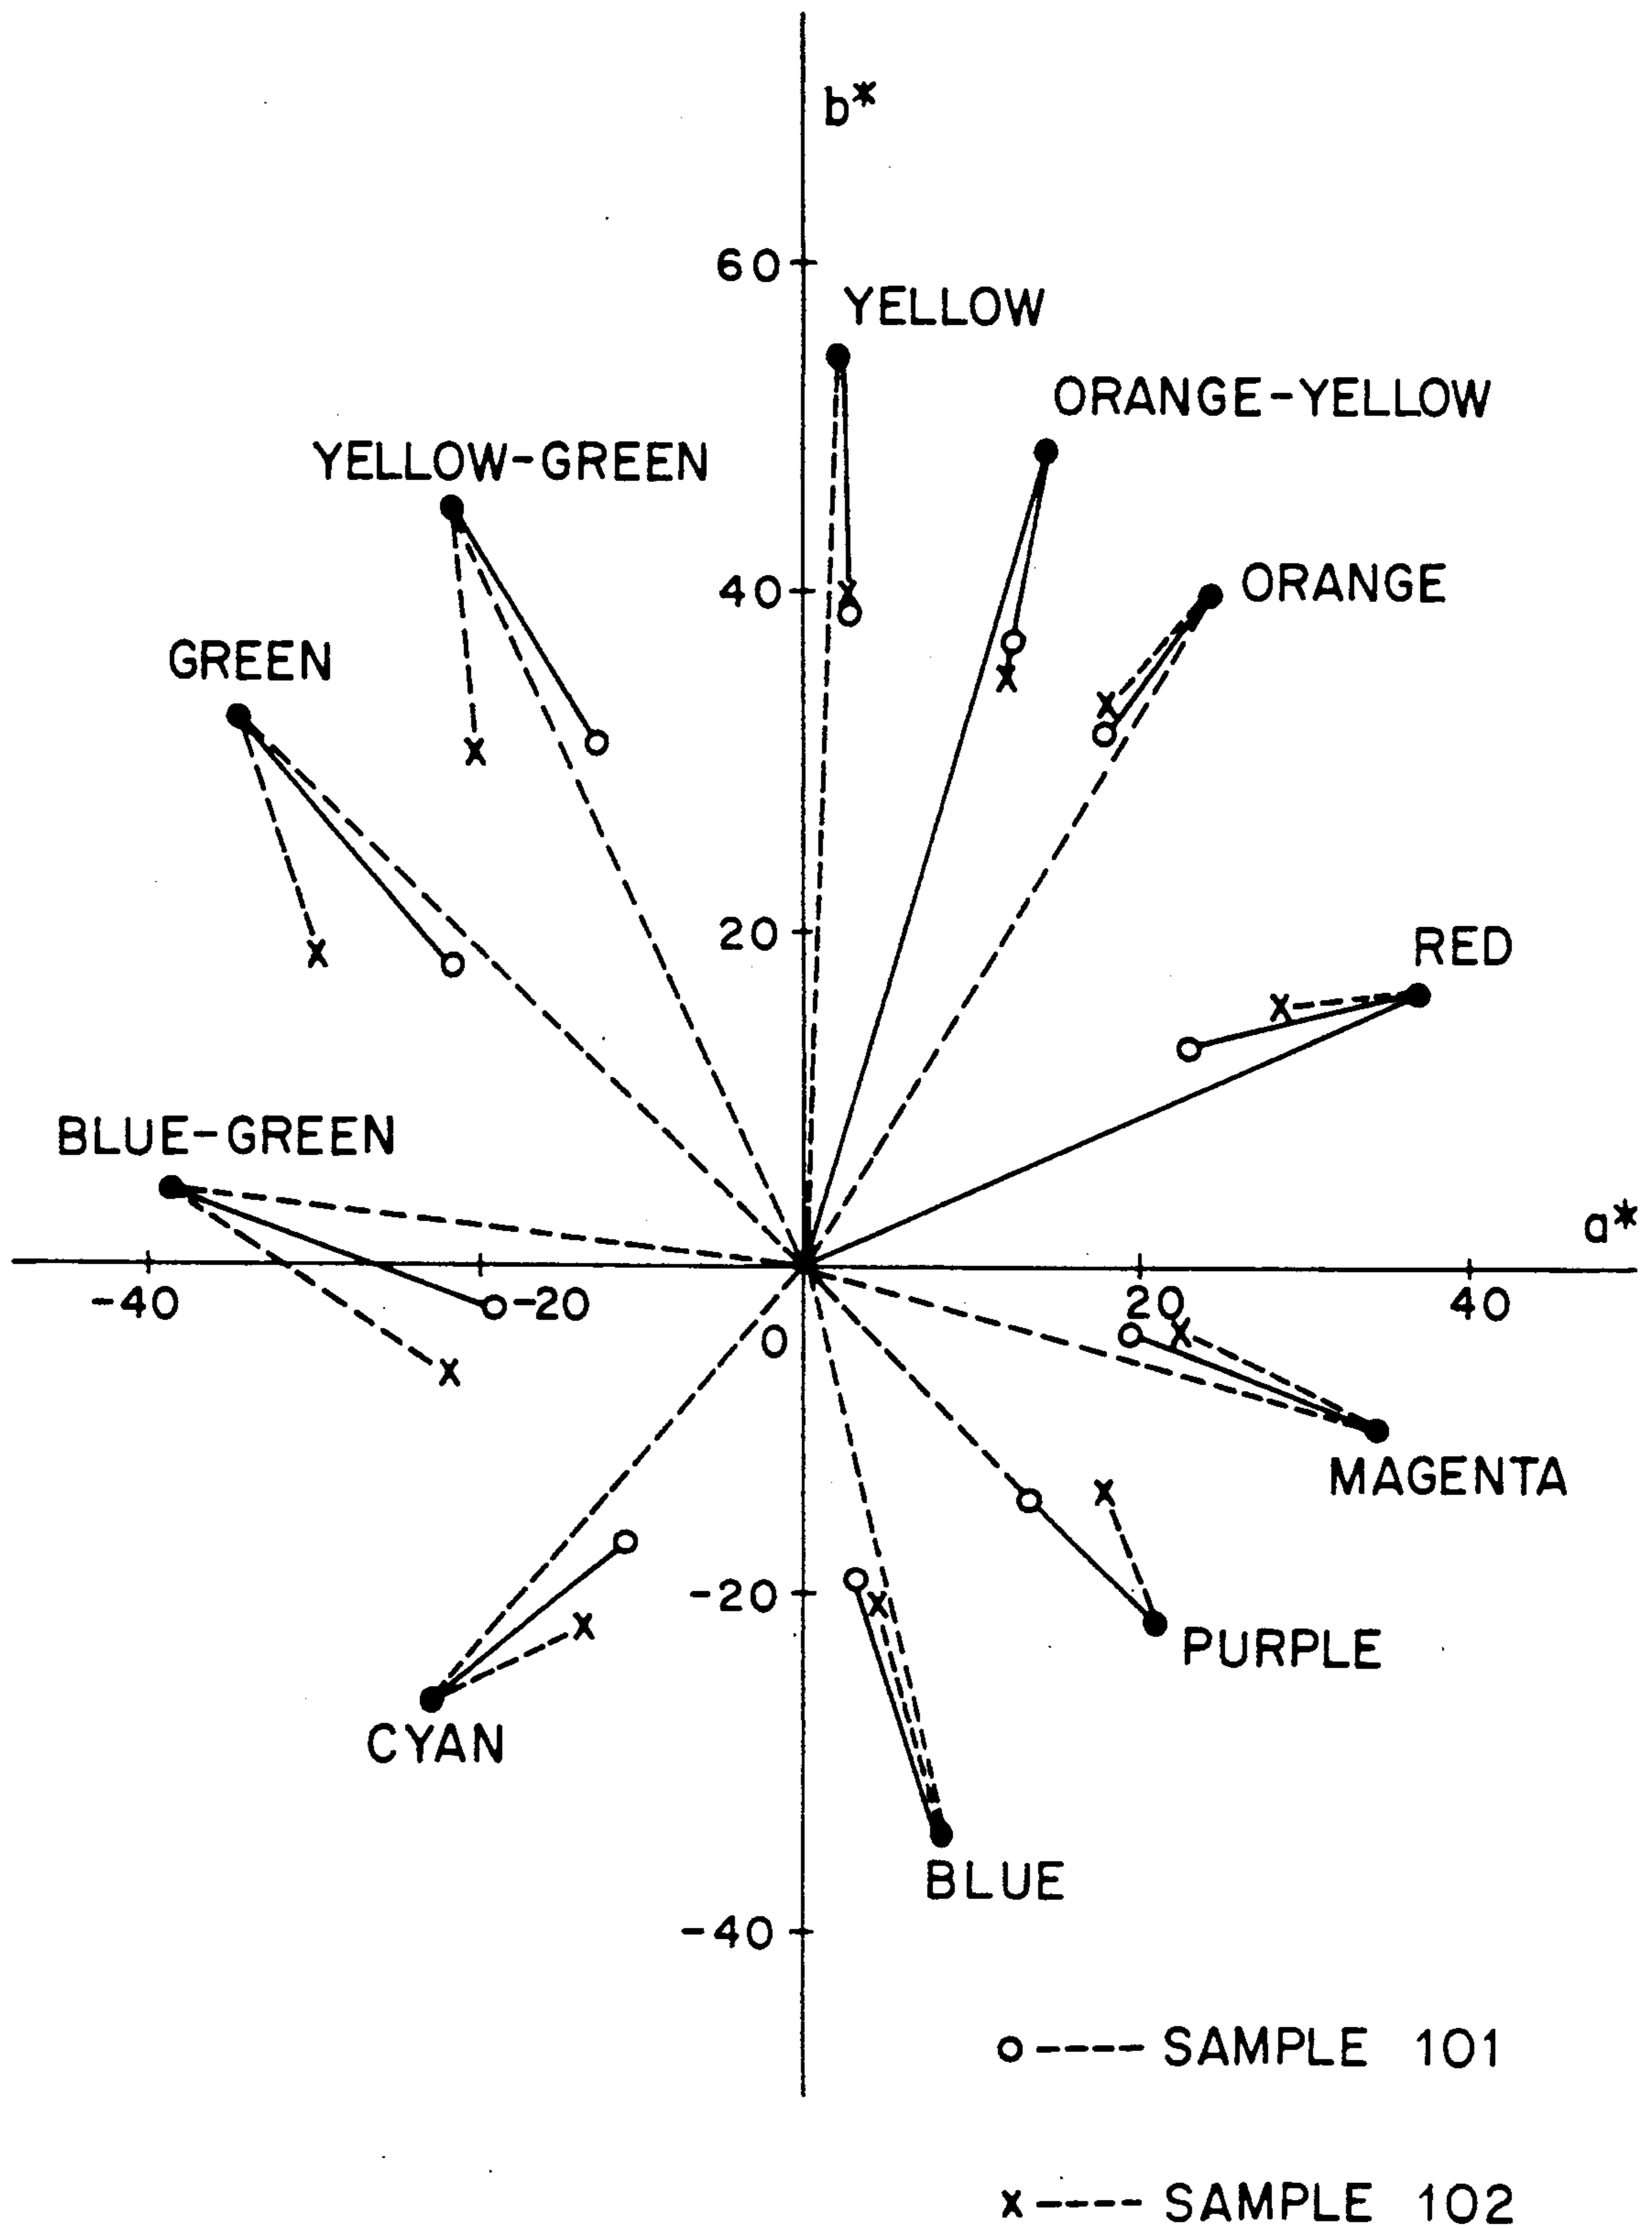 b*
60
YELLOW
ORANGE-YELLOW
YELLOW-GREEN
40
ORANGE
GREEN
20
RED
BLUE-GREEN
a*
-40
-20
20
40
0
MAGENTA
-20
PURPLE
CYAN
BLUE
-40
o---- SAMPLE 101
x---- SAMPLE 102